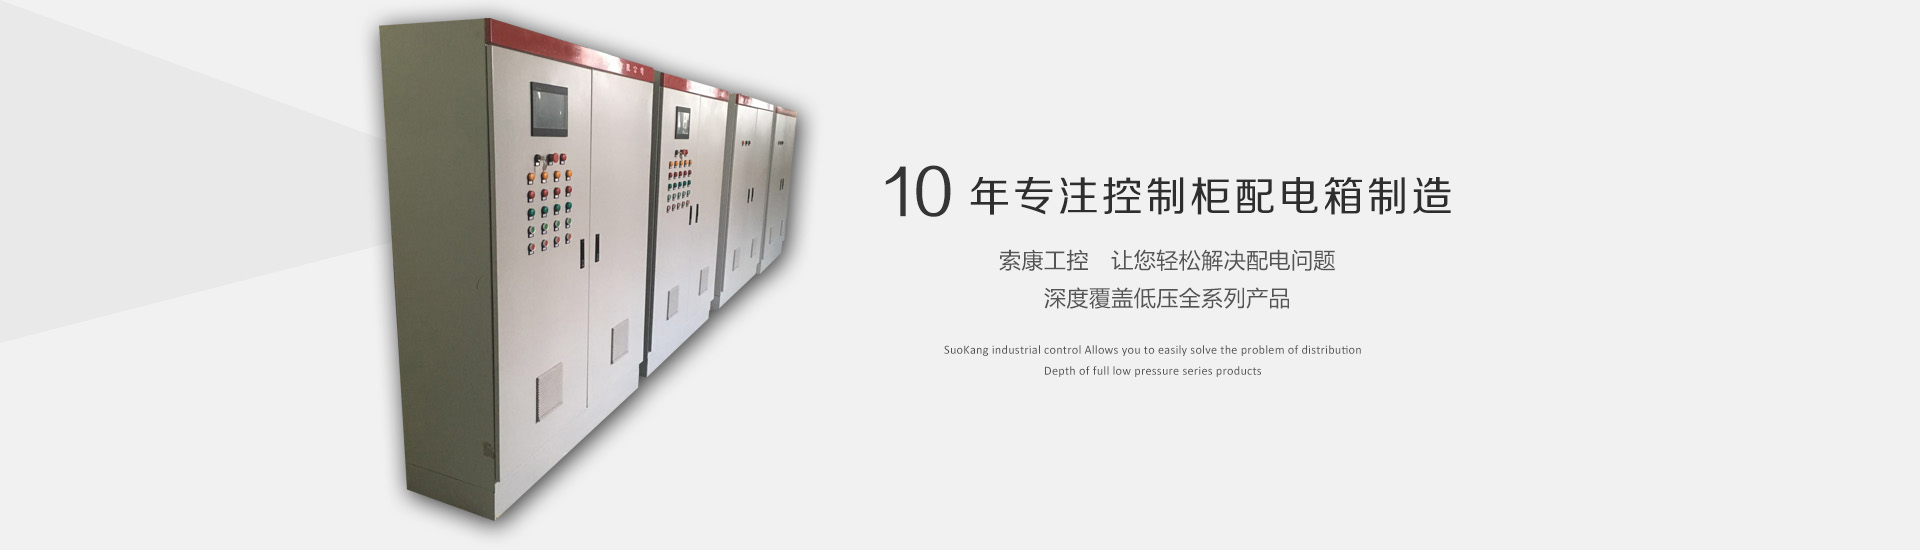 10 年专注控制柜配电箱制造
索康工控 让您轻松解决配电问题
深度覆盖低压全系列产品
SuoKang industrial control Allows you to easily solve the problem of distribution
Depth of full low pressure series products